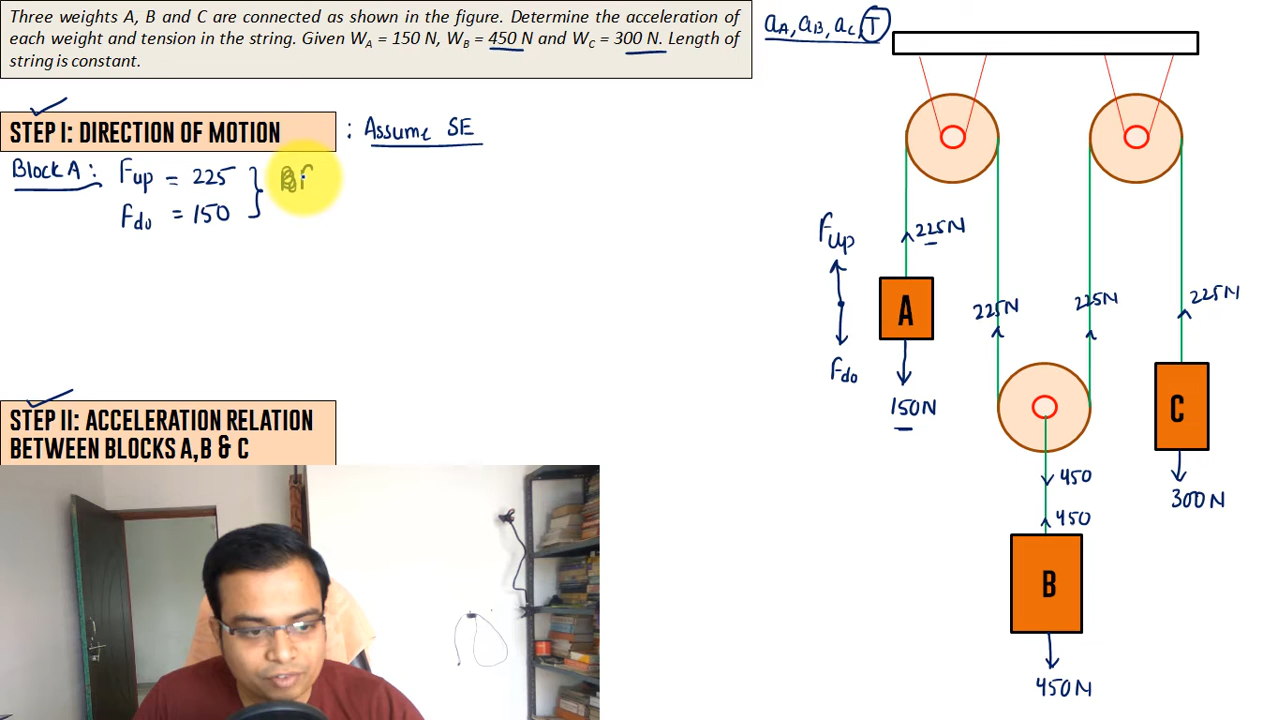 Three weights A, B and C are connected as shown in the figure. Determine the acceleration of
each weight and tension in the string. Given WA = 150 N, WB = 450 N and WC = 300 N. Length of
string is constant.
aA, aB, aC, T
STEP I: DIRECTION OF MOTION
: Assume SE
Block A: Fup = 225
Fdo = 150
STEP II: ACCELERATION RELATION
BETWEEN BLOCKS A,B & C
Fup
225N
A
Fdo
150N
225N
225N
225N
C
300N
450
450
B
450N